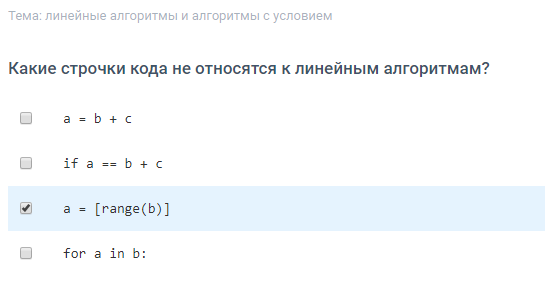 Тема: линейные алгоритмы и алгоритмы с условием
Какие строчки кода не относятся к линейным алгоритмам?
a = b + c
if a == b + c
a = [range(b)]
for a in b: